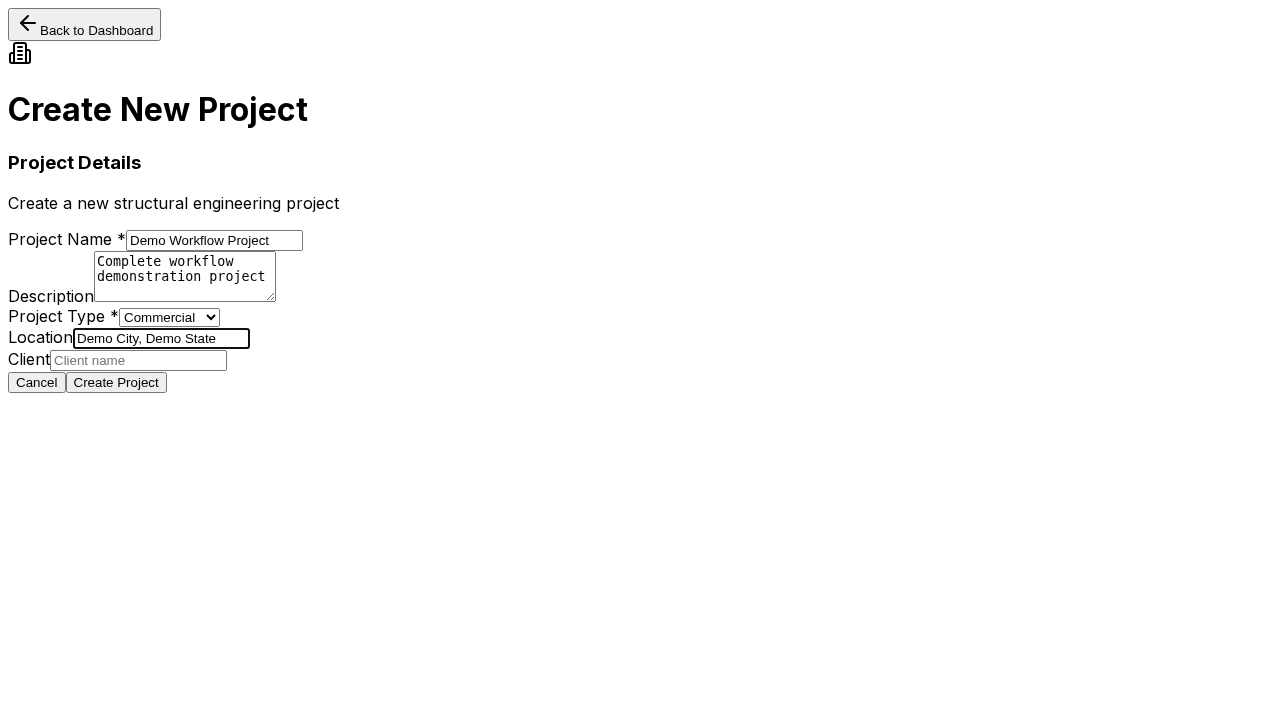 Back to Dashboard
Create New Project
Project Details
Create a new structural engineering project
Project Name * Demo Workflow Project
Complete workflow
demonstration project
Description
Project Type * Commercial
Location Demo City, Demo State
Client Client name
Cancel Create Project